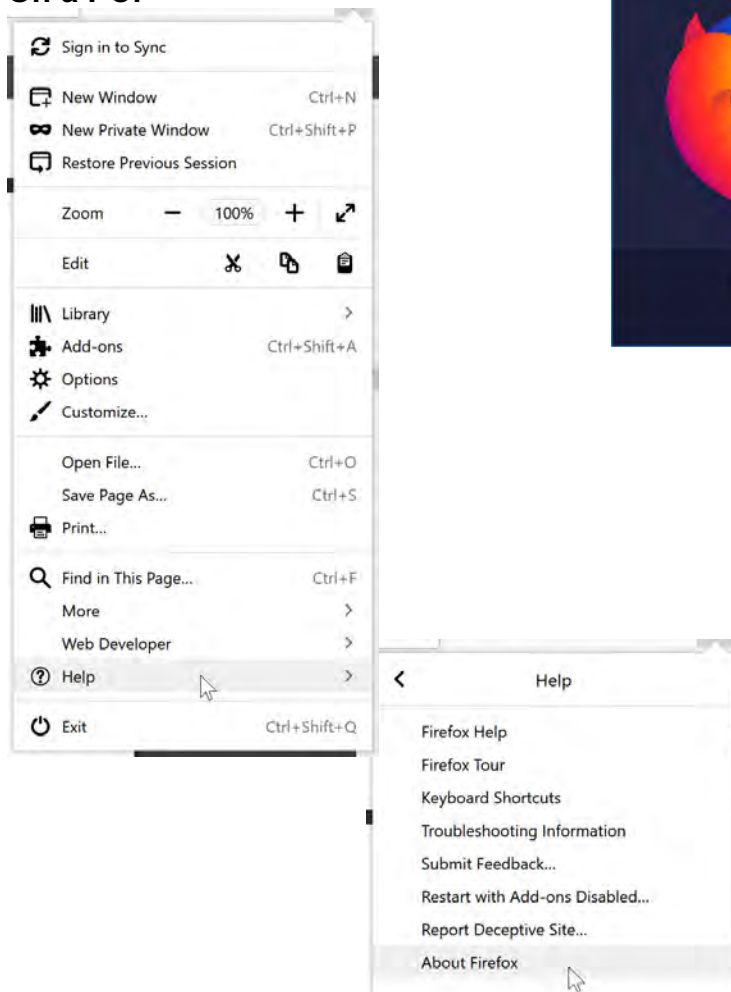 Sign in to Sync
New Window Ctrl+N
New Private Window Ctrl+Shift+P
Restore Previous Session
Zoom 100%
Edit
Library
Add-ons Ctrl+Shift+A
Options
Customize...
Open File... Ctrl+O
Save Page As... Ctrl+S
Print...
Find in This Page... Ctrl+F
More
Web Developer
Help
Exit Ctrl+Shift+Q
Help
Firefox Help
Firefox Tour
Keyboard Shortcuts
Troubleshooting Information
Submit Feedback...
Restart with Add-ons Disabled...
Report Deceptive Site...
About Firefox